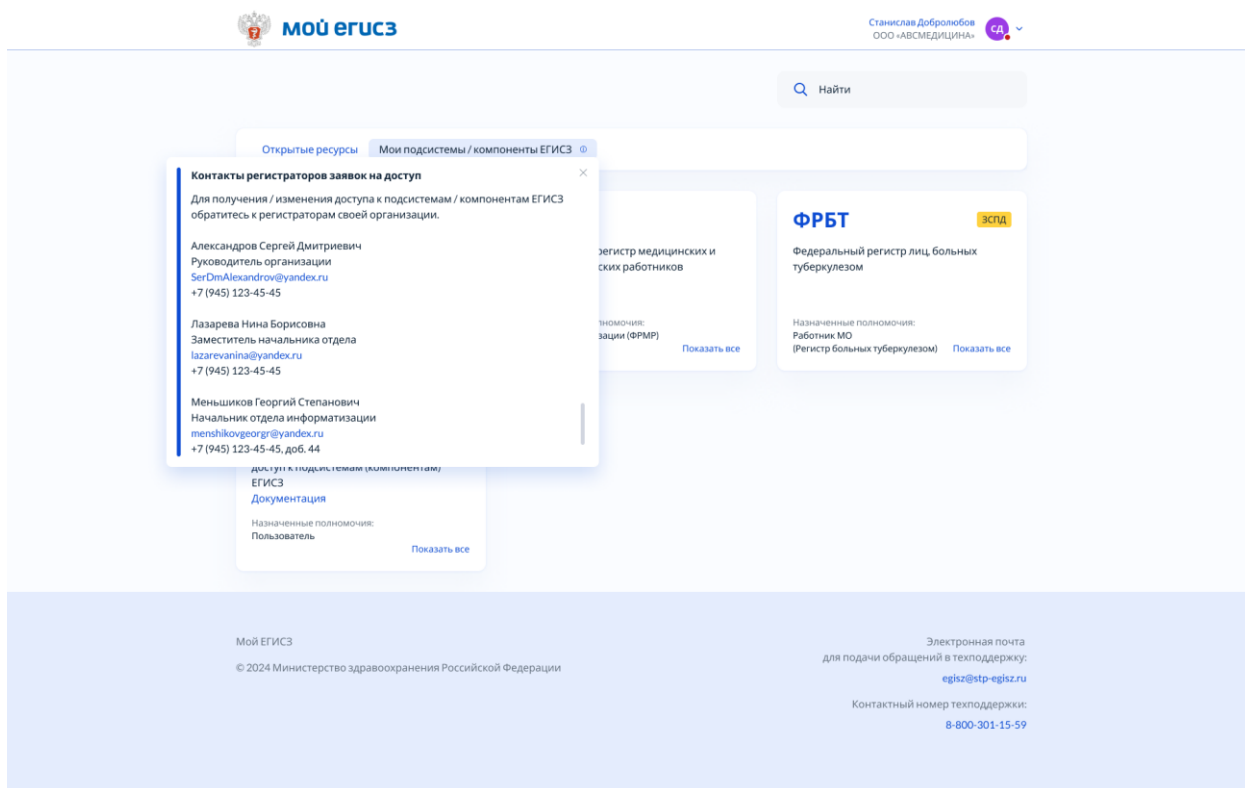 мой егисз
Станислав Добролюбов
ООО «АВСМЕДИЦИНА»
СД
Найти
Открытые ресурсы
Мои подсистемы / компоненты ЕГИСЗ
Контакты регистраторов заявок на доступ
Для получения / изменения доступа к подсистемам / компонентам ЕГИСЗ
обратитесь к регистраторам своей организации.
Александров Сергей Дмитриевич
Руководитель организации
SerDmAlexandrov@yandex.ru
+7 (945) 123-45-45
Лазарева Нина Борисовна
Заместитель начальника отдела
lazarevanina@yandex.ru
+7 (945) 123-45-45
Меньшиков Георгий Степанович
Начальник отдела информатизации
menshikovgeorgr@yandex.ru
+7 (945) 123-45-45, доб. 44
регистр медицинских и
ских работников
лномочия:
зации (ФРМР)
Показать все
ФРБТ
ЗСПД
Федеральный регистр лиц, больных
туберкулезом
Назначенные полномочия:
Работник МО
(Регистр больных туберкулезом)
Показать все
доступ к подсистемам (компонентам)
ЕГИСЗ
Документация
Назначенные полномочия:
Пользователь
Показать все
Мой ЕГИСЗ
© 2024 Министерство здравоохранения Российской Федерации
Электронная почта
для подачи обращений в техподдержку:
egisz@stp-egisz.ru
Контактный номер техподдержки:
8-800-301-15-59